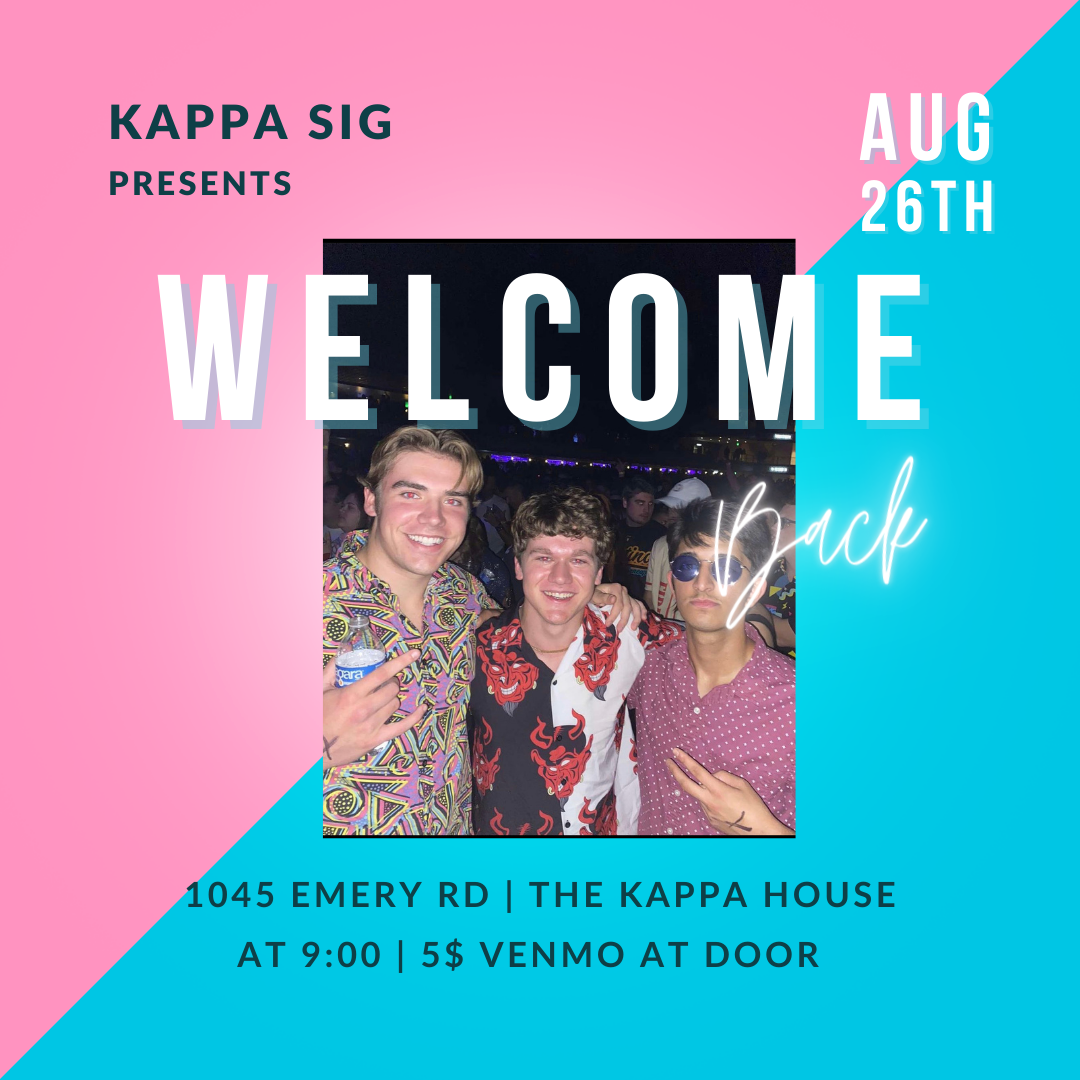 KAPPA SIG
PRESENTS
AUG
26TH
WELCOME
Back
1045 EMERY RD | THE KAPPA HOUSE
AT 9:00 | 5$ VENMO AT DOOR